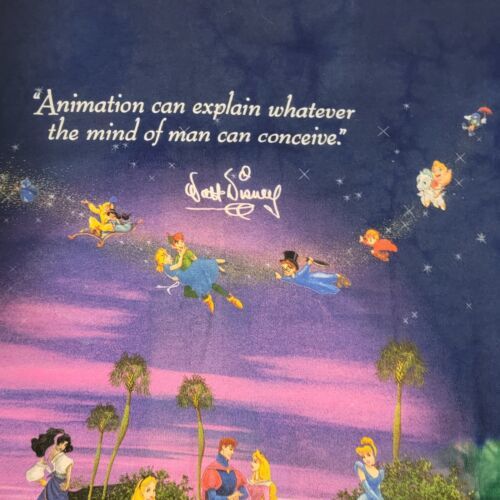 "Animation can explain whatever
the mind of man can conceive."
Walt Disney